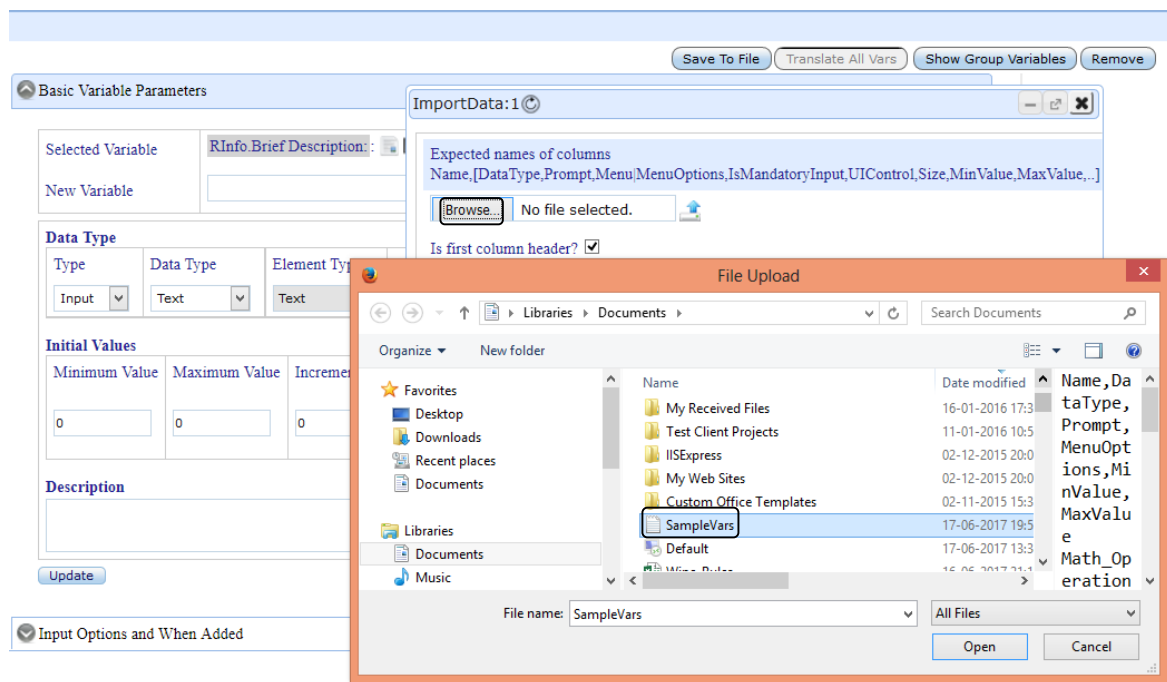 Save To File Translate All Vars Show Group Variables Remove
Basic Variable Parameters
ImportData:1
Selected Variable RInfo.Brief Description: :
New Variable
Expected names of columns
Name,[DataType,Prompt,Menu|MenuOptions,IsMandatoryInput,UIControl,Size,MinValue,MaxValue,..]
Browse... No file selected.
Is first column header?
Data Type
Type Data Type Element
Input Text Text
Initial Values
Minimum Value Maximum Value
0 0 0
Description
Update
Input Options and When Added
File Upload
Libraries Documents
Search Documents
Organize New folder
Favorites
Desktop
Downloads
Recent places
Documents
Libraries
Documents
Music
Name Date modified
My Received Files 16-01-2016 17:3
Test Client Projects 11-01-2016 10:5
IISExpress 02-12-2015 20:0
My Web Sites 02-12-2015 20:0
Custom Office Templates 02-11-2015 15:3
SampleVars 17-06-2017 19:5
Default 17-06-2017 13:3
Name,Da
taType,
Prompt,
MenuOpt
ions,Mi
nValue,
MaxValu
e
Math_Op
eration
File name: SampleVars All Files
Open Cancel